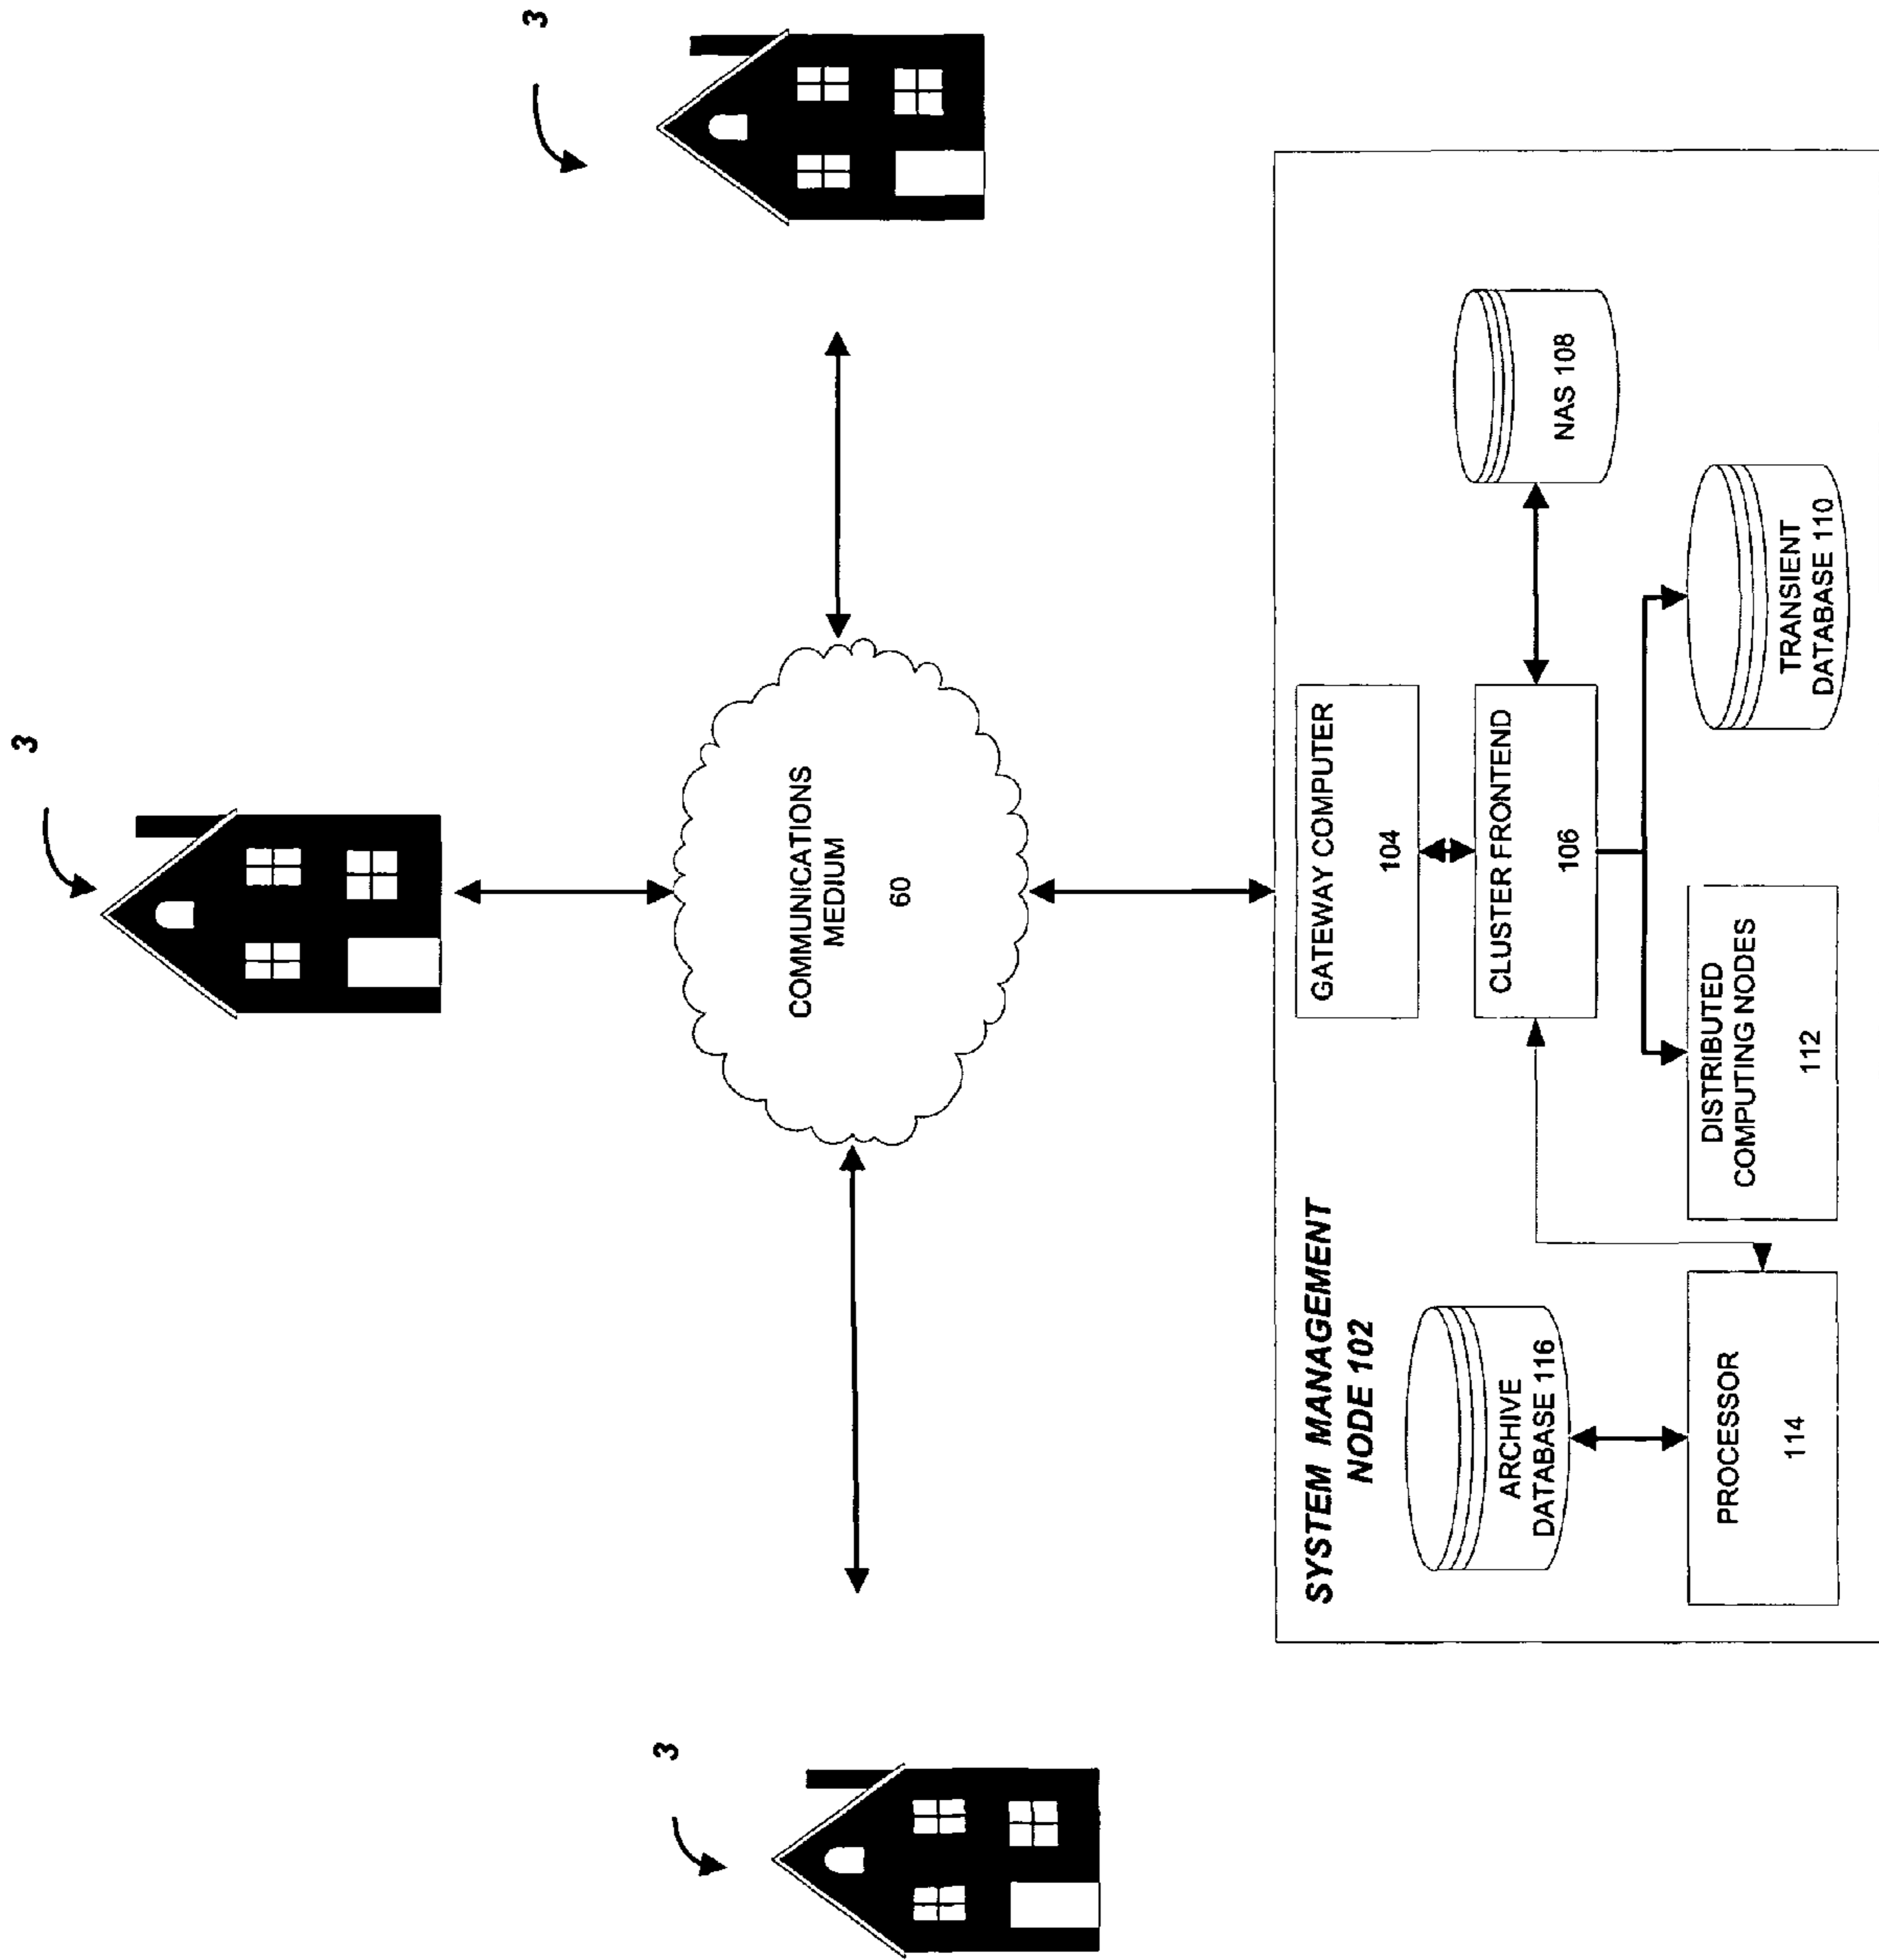 3
3
3
COMMUNICATIONS
MEDIUM
60
SYSTEM MANAGEMENT
NODE 102
GATEWAY COMPUTER
104
CLUSTER FRONTEND
106
NAS 108
ARCHIVE
DATABASE 116
PROCESSOR
114
DISTRIBUTED
COMPUTING NODES
112
TRANSIENT
DATABASE 110